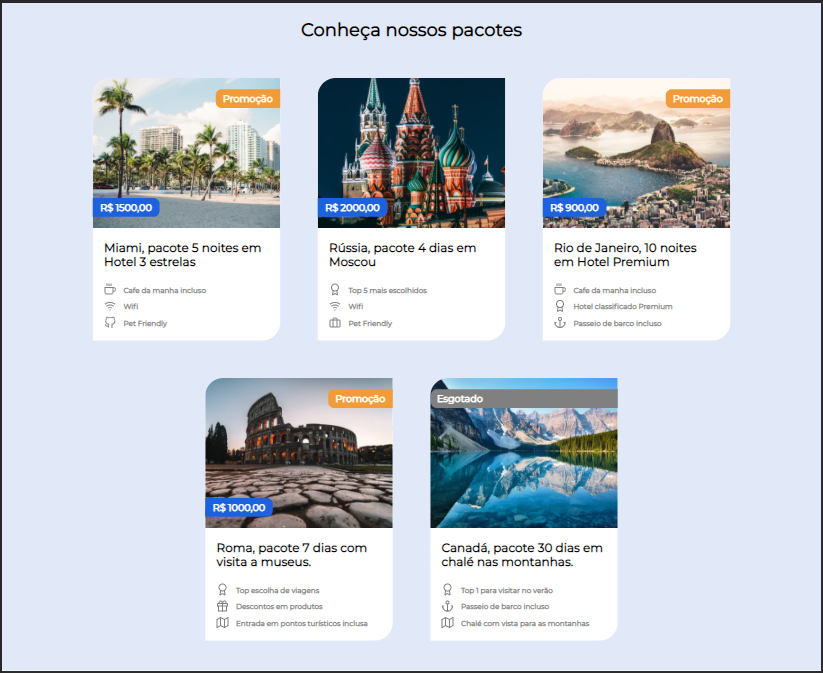 Conheça nossos pacotes
Promoção
R$ 1500,00
Miami, pacote 5 noites em
Hotel 3 estrelas
Cafe da manha incluso
Wifi
Pet Friendly
R$ 2000,00
Rússia, pacote 4 dias em
Moscou
Top 5 mais escolhidos
Wifi
Pet Friendly
Promoção
R$ 900,00
Rio de Janeiro, 10 noites
em Hotel Premium
Cafe da manha incluso
Hotel classificado Premium
Passeio de barco incluso
Promoção
R$ 1000,00
Roma, pacote 7 dias com
visita a museus.
Top escolha de viagens
Descontos em produtos
Entrada em pontos turísticos inclusa
Esgotado
Canadá, pacote 30 dias em
chalé nas montanhas.
Top 1 para visitar no verão
Passeio de barco incluso
Chalé com vista para as montanhas